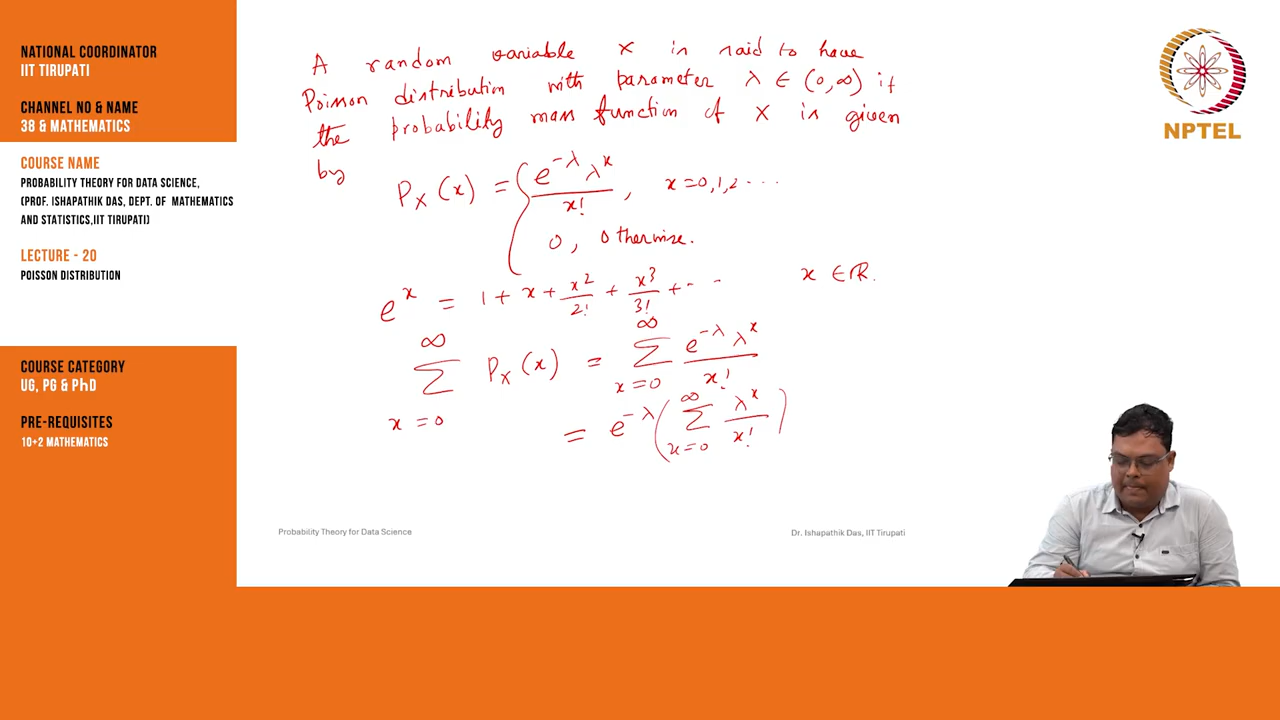 NATIONAL COORDINATOR
IIT TIRUPATI
CHANNEL NO & NAME
38 & MATHEMATICS
COURSE NAME
PROBABILITY THEORY FOR DATA SCIENCE,
(PROF. ISHAPATHIK DAS, DEPT. OF MATHEMATICS
AND STATISTICS,IIT TIRUPATI)
LECTURE - 20
POISSON DISTRIBUTION
COURSE CATEGORY
UG, PG & PhD
PRE-REQUISITES
10+2 MATHEMATICS
A random variable X is said to have
Poisson distribution with parameter λ ∈ (0,∞) if
the probability mass function of X is given
by
P_X(x) = { e^{-λ} λ^x / x! , x=0,1,2 ...
0, Otherwise.
e^x = 1 + x + x^2/2! + x^3/3! + ... x ∈ ℝ.
∑_{x=0}^{∞} P_X(x) = ∑_{x=0}^{∞} e^{-λ} λ^x / x!
= e^{-λ} ( ∑_{x=0}^{∞} λ^x / x! )
Probability Theory for Data Science
Dr. Ishapathik Das, IIT Tirupati
NPTEL